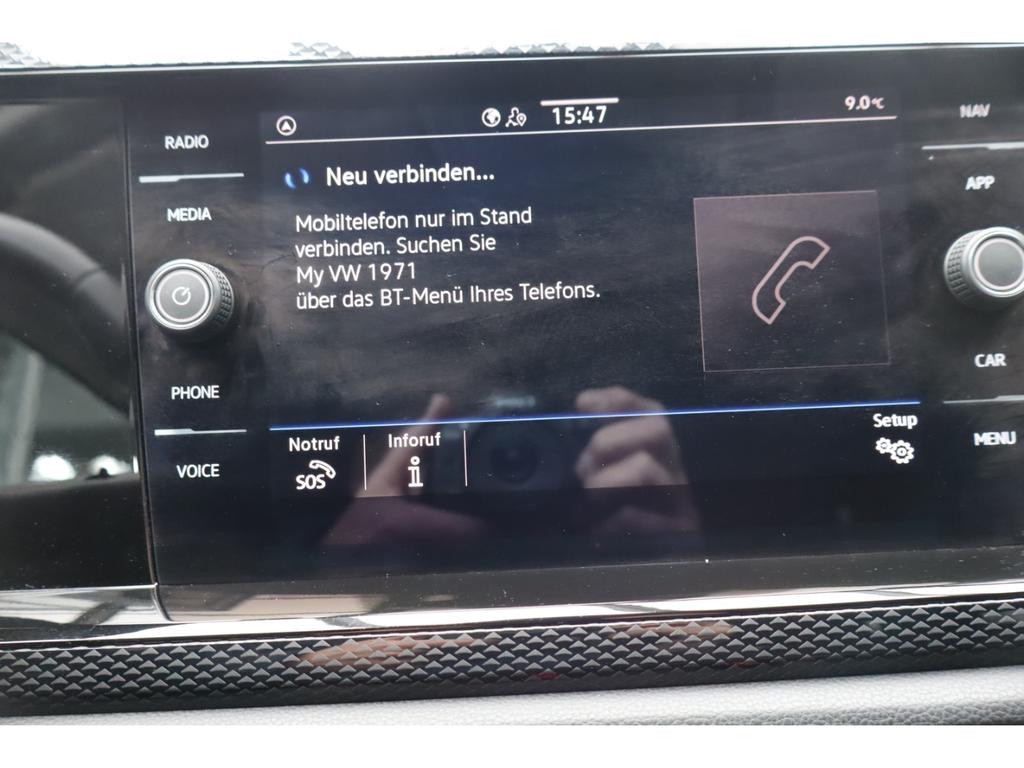 RADIO
MEDIA
PHONE
VOICE
15:47
9.0°C
Neu verbinden...
Mobiltelefon nur im Stand
verbinden. Suchen Sie
My VW 1971
über das BT-Menü Ihres Telefons.
Notruf
SOS
Inforuf
i
Setup
NAV
APP
CAR
MENU